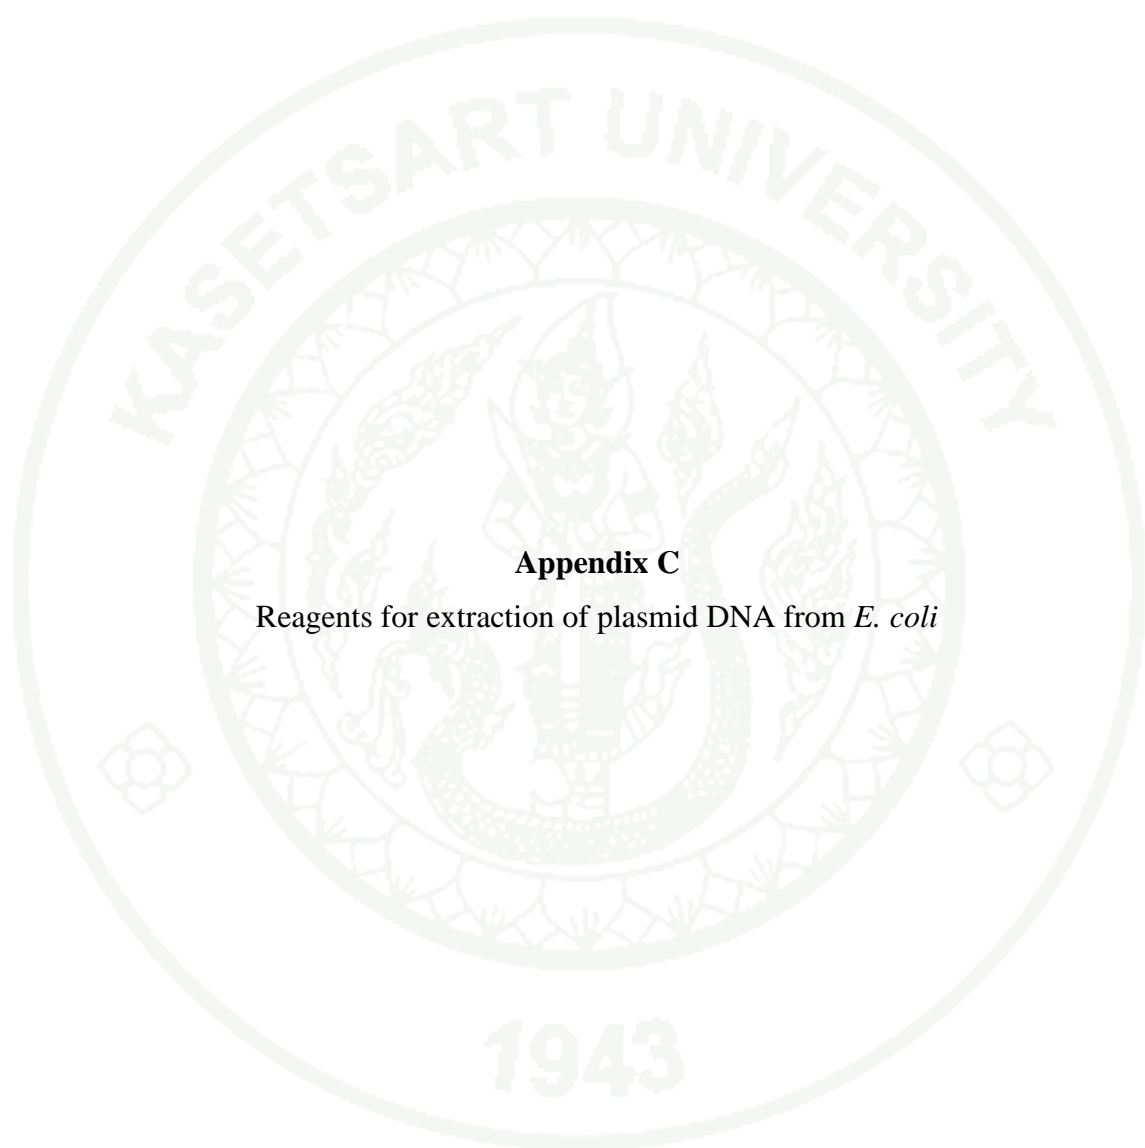 KASETSART UNIVERSITY
Appendix C
Reagents for extraction of plasmid DNA from E. coli
1943